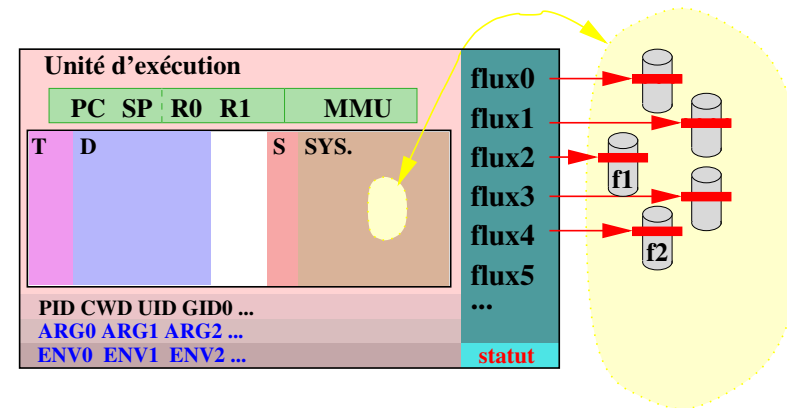 Unité d'exécution
PC SP R0 R1 MMU
T D S SYS.
PID CWD UID GID0 ...
ARG0 ARG1 ARG2 ...
ENV0 ENV1 ENV2 ...
flux0
flux1
flux2
flux3
flux4
flux5
...
statut
f1
f2